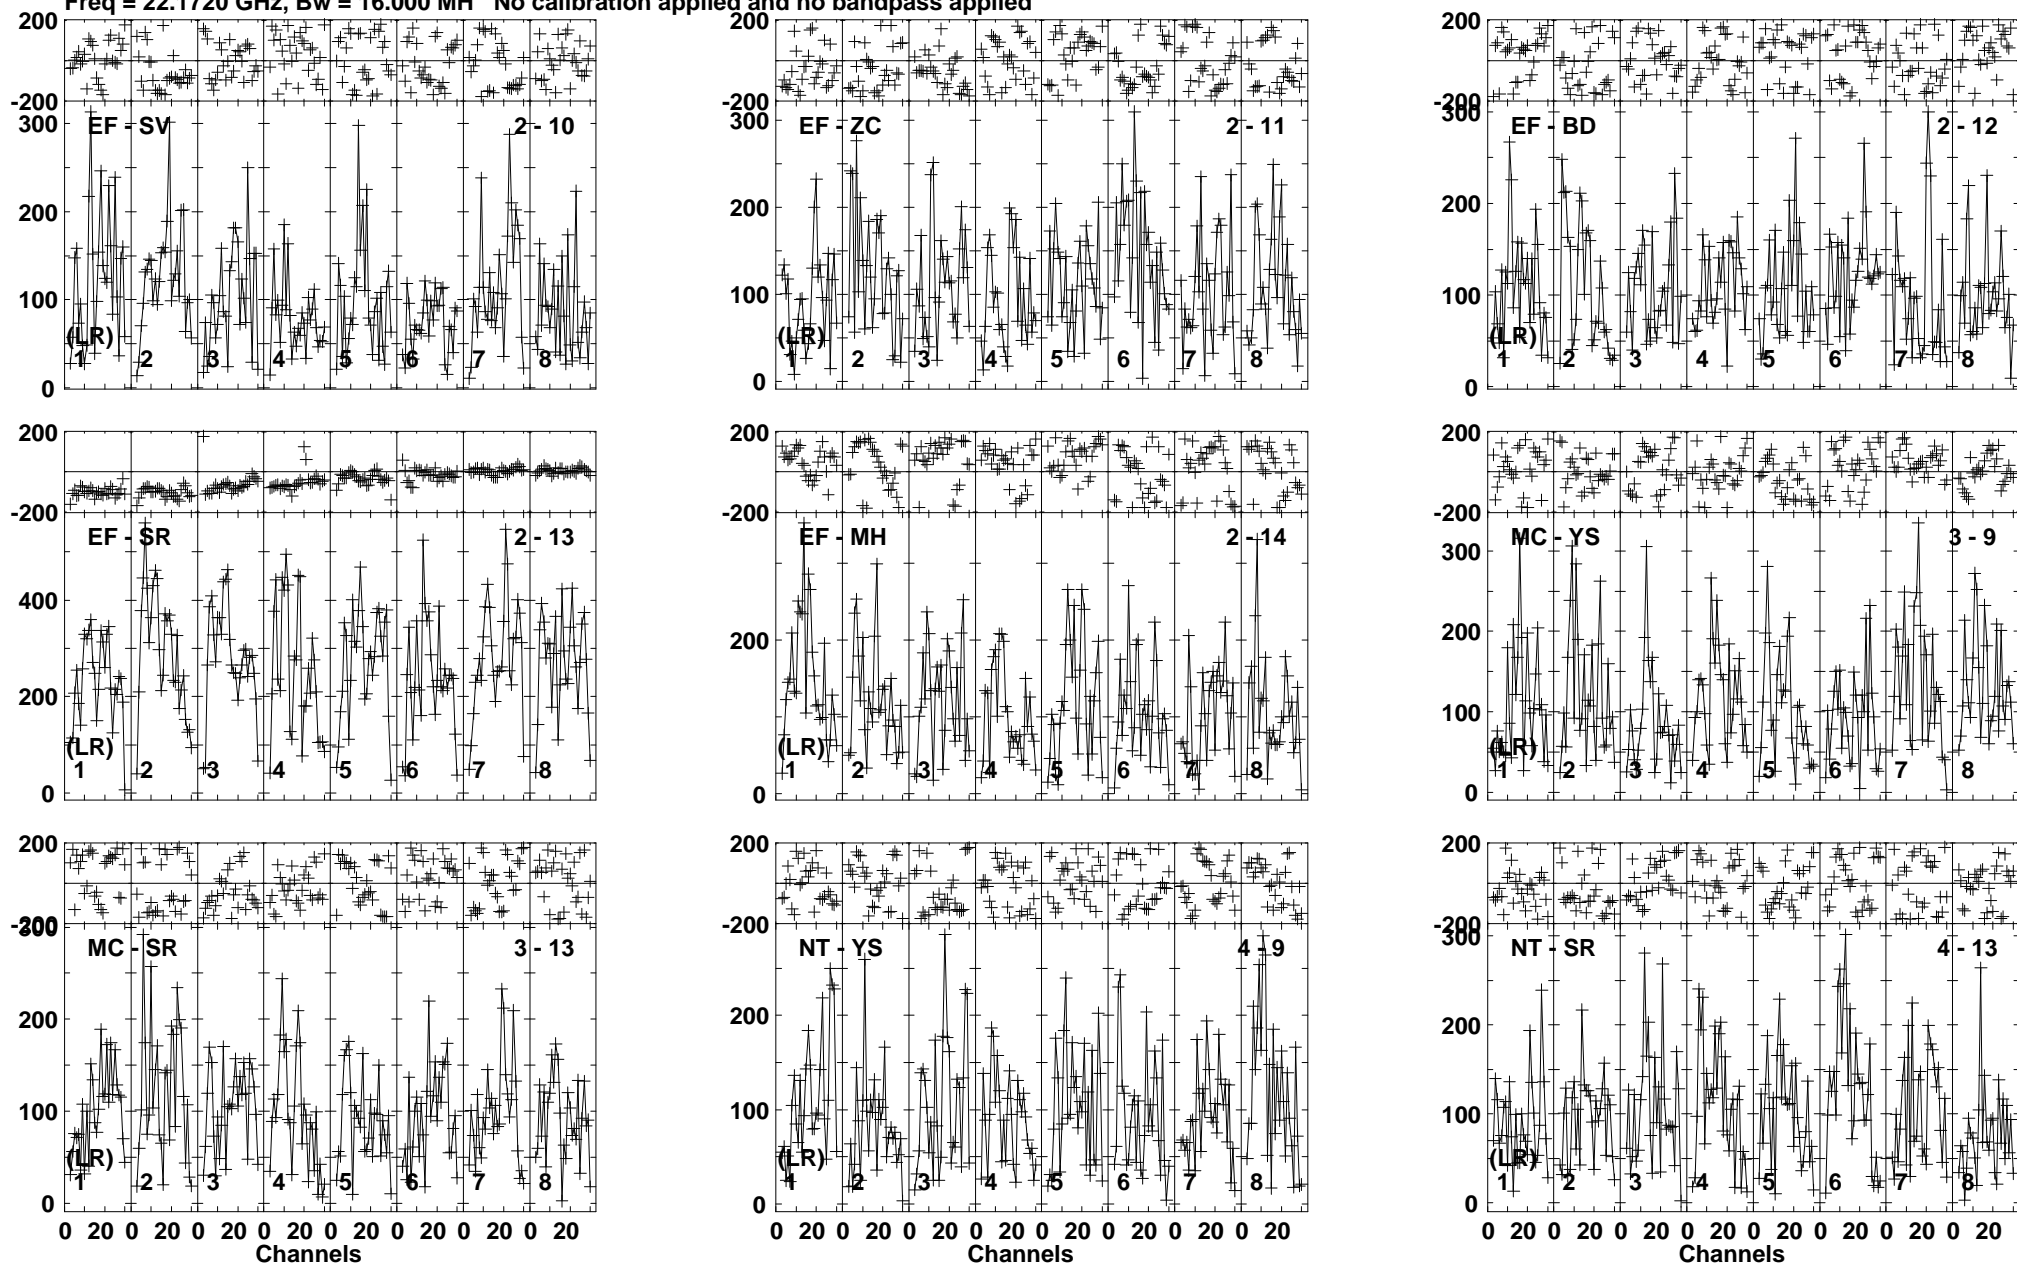 Freq = 22.1720 GHz, Bw = 16.000 MH No calibration applied and no bandpass applied
200 200 200
-200 -200 -200
300 EF - SV 2 - 10 300 EF - ZC 2 - 11 300 EF - BD 2 - 12
200 200 200
100 100 100
(LR) (LR) (LR)
1 2 3 4 5 6 7 8 1 2 3 4 5 6 7 8 1 2 3 4 5 6 7 8
0 0 0
200 200 200
-200 -200 -200
EF - SR 2 - 13 EF - MH 2 - 14 300 MC - YS 3 - 9
400 200 200
200 100
(LR) (LR) (LR)
1 2 3 4 5 6 7 8 1 2 3 4 5 6 7 8 1 2 3 4 5 6 7 8
0 0 0
200 200 200
-200 -200 -200
300 MC - SR 3 - 13 NT - YS 4 - 9 300 NT - SR 4 - 13
200 200 200
100 100 100
(LR) (LR) (LR)
1 2 3 4 5 6 7 8 1 2 3 4 5 6 7 8 1 2 3 4 5 6 7 8
0 0 0
0 20 0 20 0 20 0 20 0 20 0 20 0 20 0 20 0 20 0 20 0 20 0 20 0 20 0 20 0 20 0 20 0 20 0 20 0 20 0 20 0 20 0 20 0 20 0 20
Channels Channels Channels